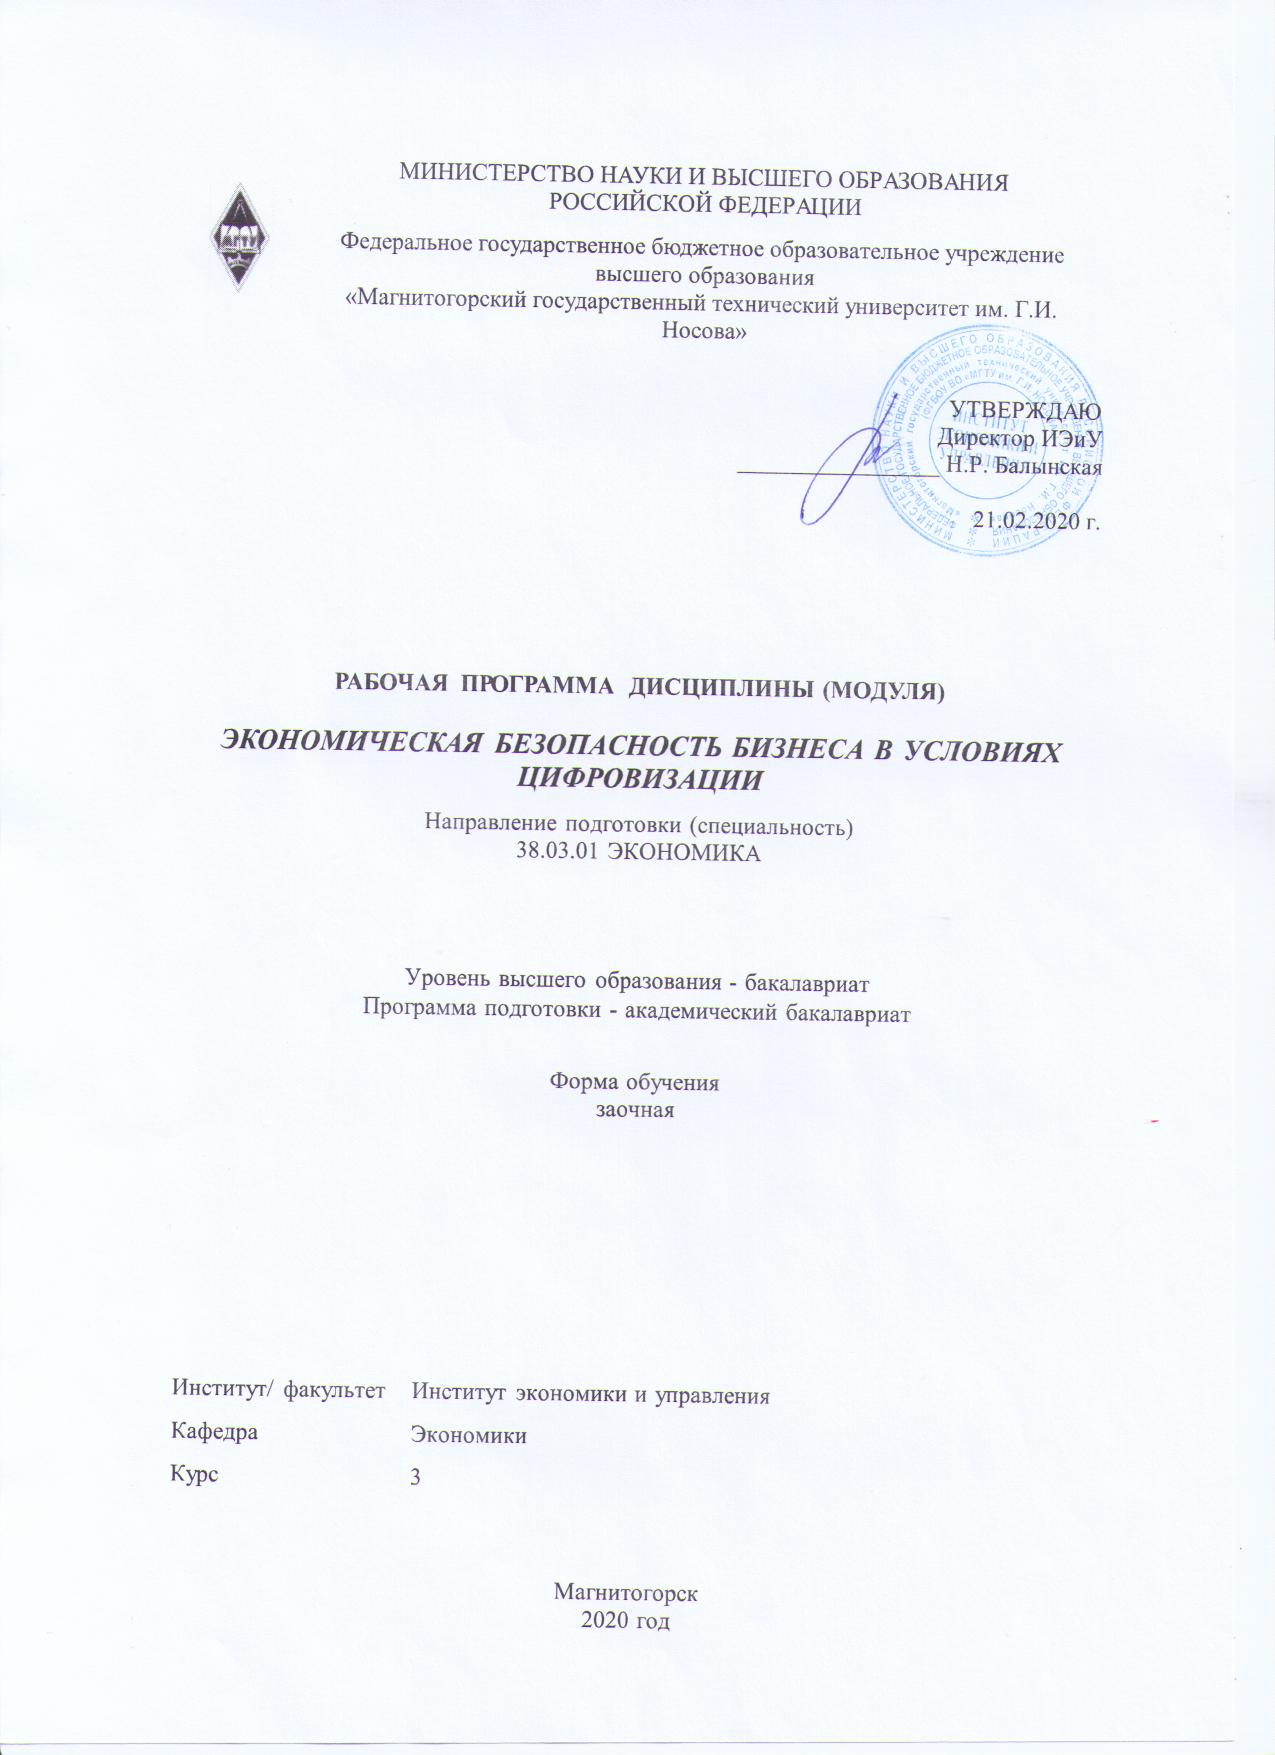 МИНИСТЕРСТВО НАУКИ И ВЫСШЕГО ОБРАЗОВАНИЯ
РОССИЙСКОЙ ФЕДЕРАЦИИ
Федеральное государственное бюджетное образовательное учреждение
высшего образования
«Магнитогорский государственный технический университет им. Г.И.
Носова»
МГТУ
УТВЕРЖДАЮ
Директор ИЭиУ
Н.Р. Балынская
21.02.2020 г.
РАБОЧАЯ ПРОГРАММА ДИСЦИПЛИНЫ (МОДУЛЯ)
ЭКОНОМИЧЕСКАЯ БЕЗОПАСНОСТЬ БИЗНЕСА В УСЛОВИЯХ
ЦИФРОВИЗАЦИИ
Направление подготовки (специальность)
38.03.01 ЭКОНОМИКА
Уровень высшего образования - бакалавриат
Программа подготовки - академический бакалавриат
Форма обучения
заочная
Институт/ факультет Институт экономики и управления
Кафедра Экономики
Курс 3
Магнитогорск
2020 год